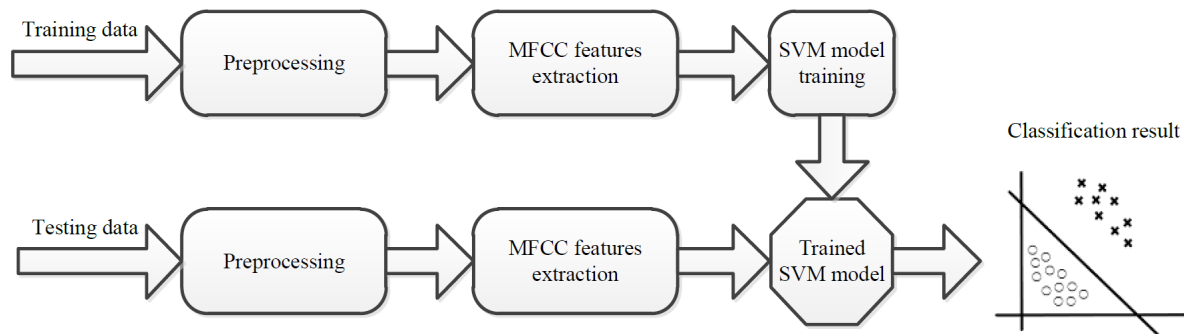 Training data
Preprocessing
MFCC features
extraction
SVM model
training
Classification result
Testing data
Preprocessing
MFCC features
extraction
Trained
SVM model